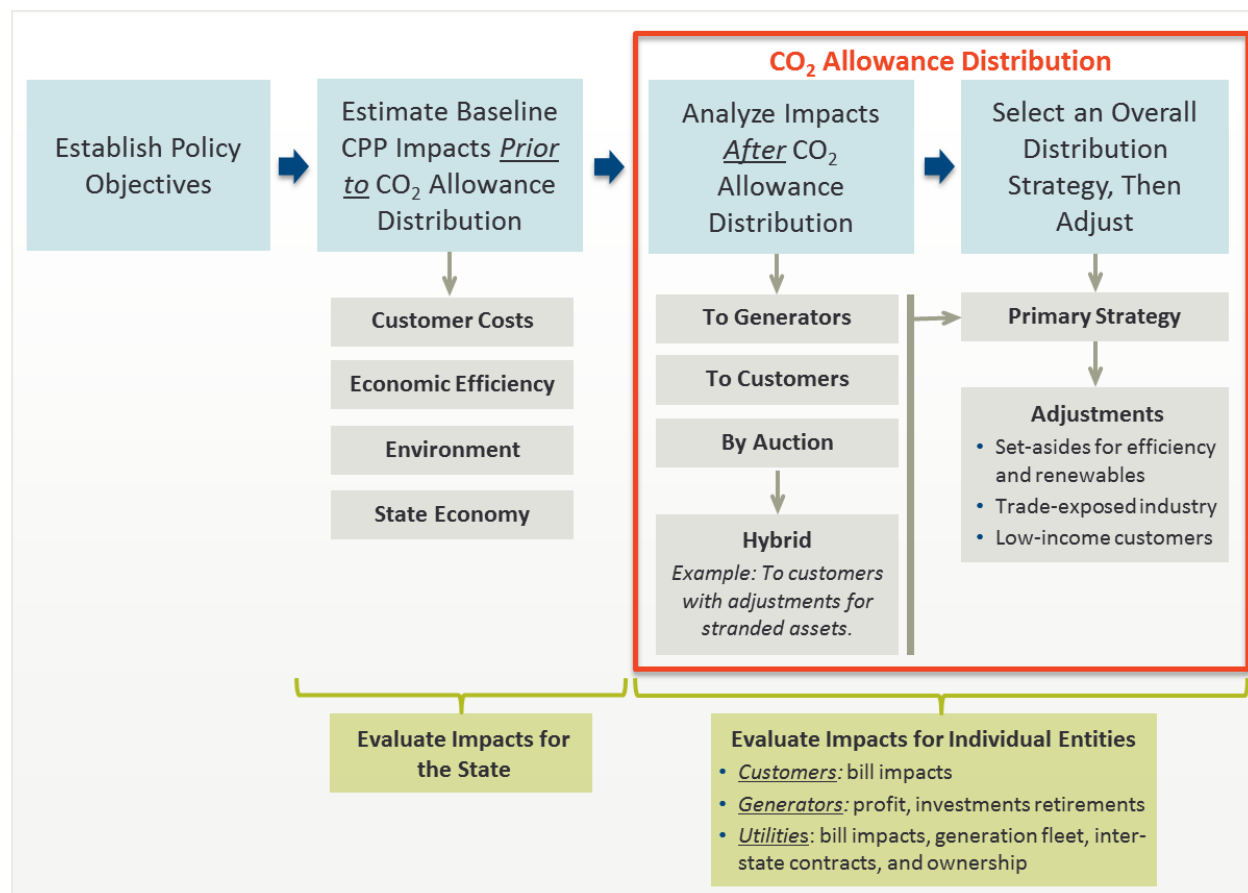 CO₂ Allowance Distribution
Establish Policy
Objectives
Estimate Baseline
CPP Impacts Prior
to CO₂ Allowance
Distribution
Analyze Impacts
After CO₂
Allowance
Distribution
Select an Overall
Distribution
Strategy, Then
Adjust
Customer Costs
Economic Efficiency
Environment
State Economy
To Generators
To Customers
By Auction
Hybrid
Example: To customers
with adjustments for
stranded assets.
Primary Strategy
Adjustments
• Set-asides for efficiency
and renewables
• Trade-exposed industry
• Low-income customers
Evaluate Impacts for
the State
Evaluate Impacts for Individual Entities
• Customers: bill impacts
• Generators: profit, investments retirements
• Utilities: bill impacts, generation fleet, inter-
state contracts, and ownership